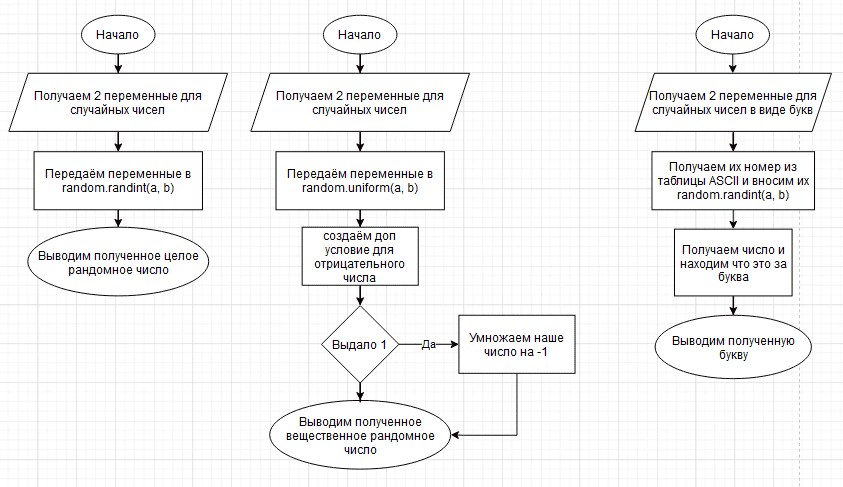 Начало
Получаем 2 переменные для
случайных чисел
Передаём переменные в
random.randint(a, b)
Выводим полученное целое
рандомное число
Начало
Получаем 2 переменные для
случайных чисел
Передаём переменные в
random.uniform(a, b)
создаём доп
условие для
отрицательного
числа
Выдало 1
Да
Умножаем наше
число на -1
Выводим полученное
вещественное рандомное
число
Начало
Получаем 2 переменные для
случайных чисел в виде букв
Получаем их номер из
таблицы ASCII и вносим их
random.randint(a, b)
Получаем число и
находим что это за
буква
Выводим полученную
букву